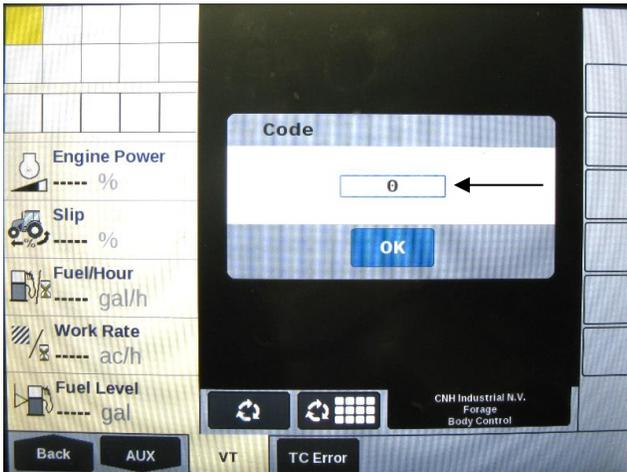 Engine Power
----- %
Slip
----- %
Fuel/Hour
----- gal/h
Work Rate
----- ac/h
Fuel Level
----- gal
Code
0
OK
CNH Industrial N.V.
Forage
Body Control
Back
AUX
VT
TC Error